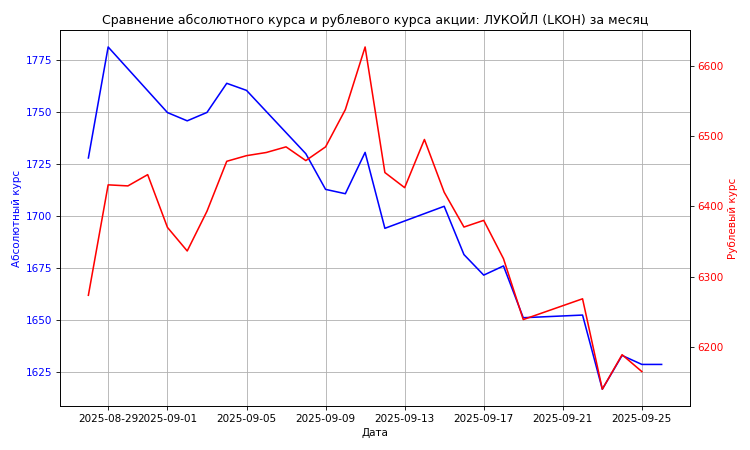 Сравнение абсолютного курса и рублевого курса акции: ЛУКОЙЛ (LKOH) за месяц
1775
1750
1725
1700
1675
1650
1625
Абсолютный курс
6600
6500
6400
6300
6200
Рублевый курс
2025-08-29 2025-09-01 2025-09-05 2025-09-09 2025-09-13 2025-09-17 2025-09-21 2025-09-25
Дата